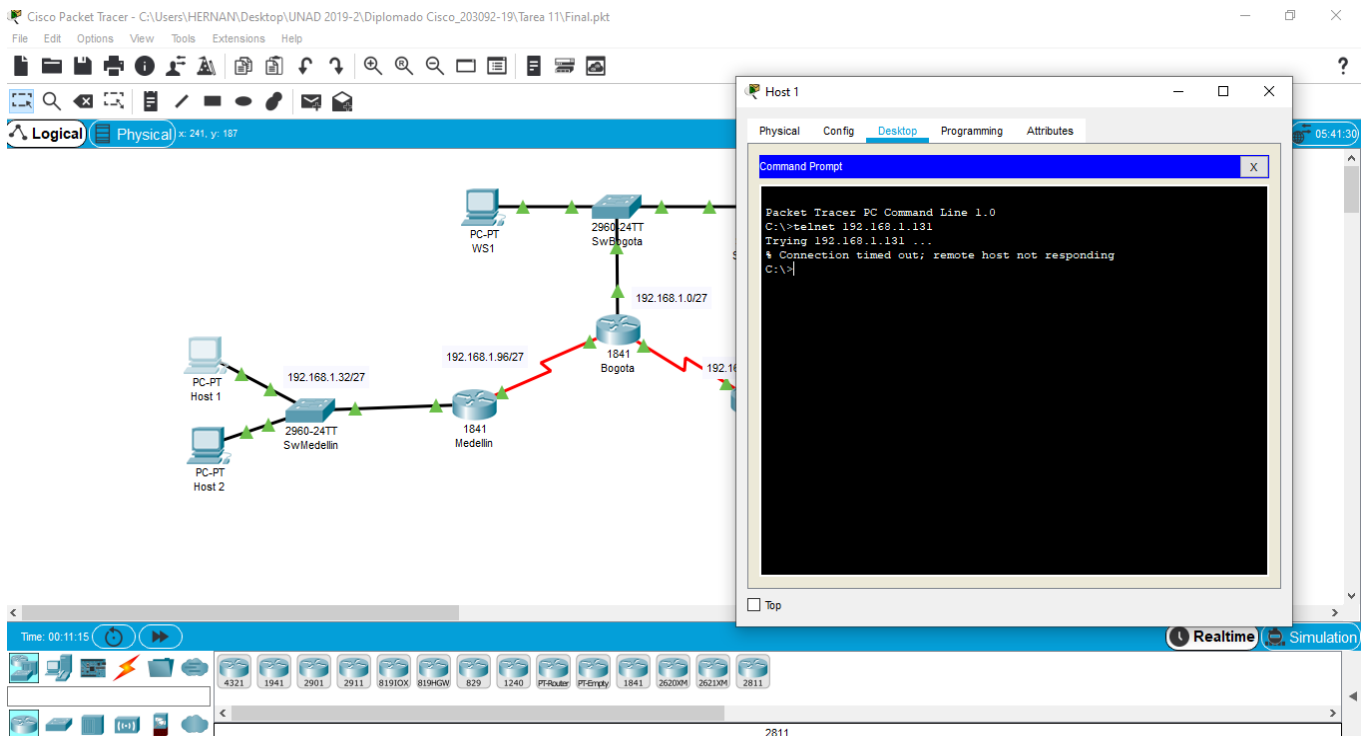 Cisco Packet Tracer - C:\Users\HERNAN\Desktop\UNAD 2019-2\Diplomado Cisco_203092-19\Tarea 11\Final.pkt
File Edit Options View Tools Extensions Help
Logical Physical x: 241, y: 187
05:41:30
PC-PT
WS1
2960-24TT
SwBogota
192.168.1.0/27
1841
Bogota
192.168.1.96/27
192.16
PC-PT
Host 1
192.168.1.32/27
2960-24TT
SwMedellin
1841
Medellin
PC-PT
Host 2
Host 1
Physical Config Desktop Programming Attributes
Command Prompt
X
Packet Tracer PC Command Line 1.0
C:\>telnet 192.168.1.131
Trying 192.168.1.131 ...
% Connection timed out; remote host not responding
C:\>
Top
Time: 00:11:15
Realtime Simulation
4321 1941 2901 2911 819IOX 819HGW 829 1240 PT-Router PT-Empty 1841 2620XM 2621XM 2811
2811